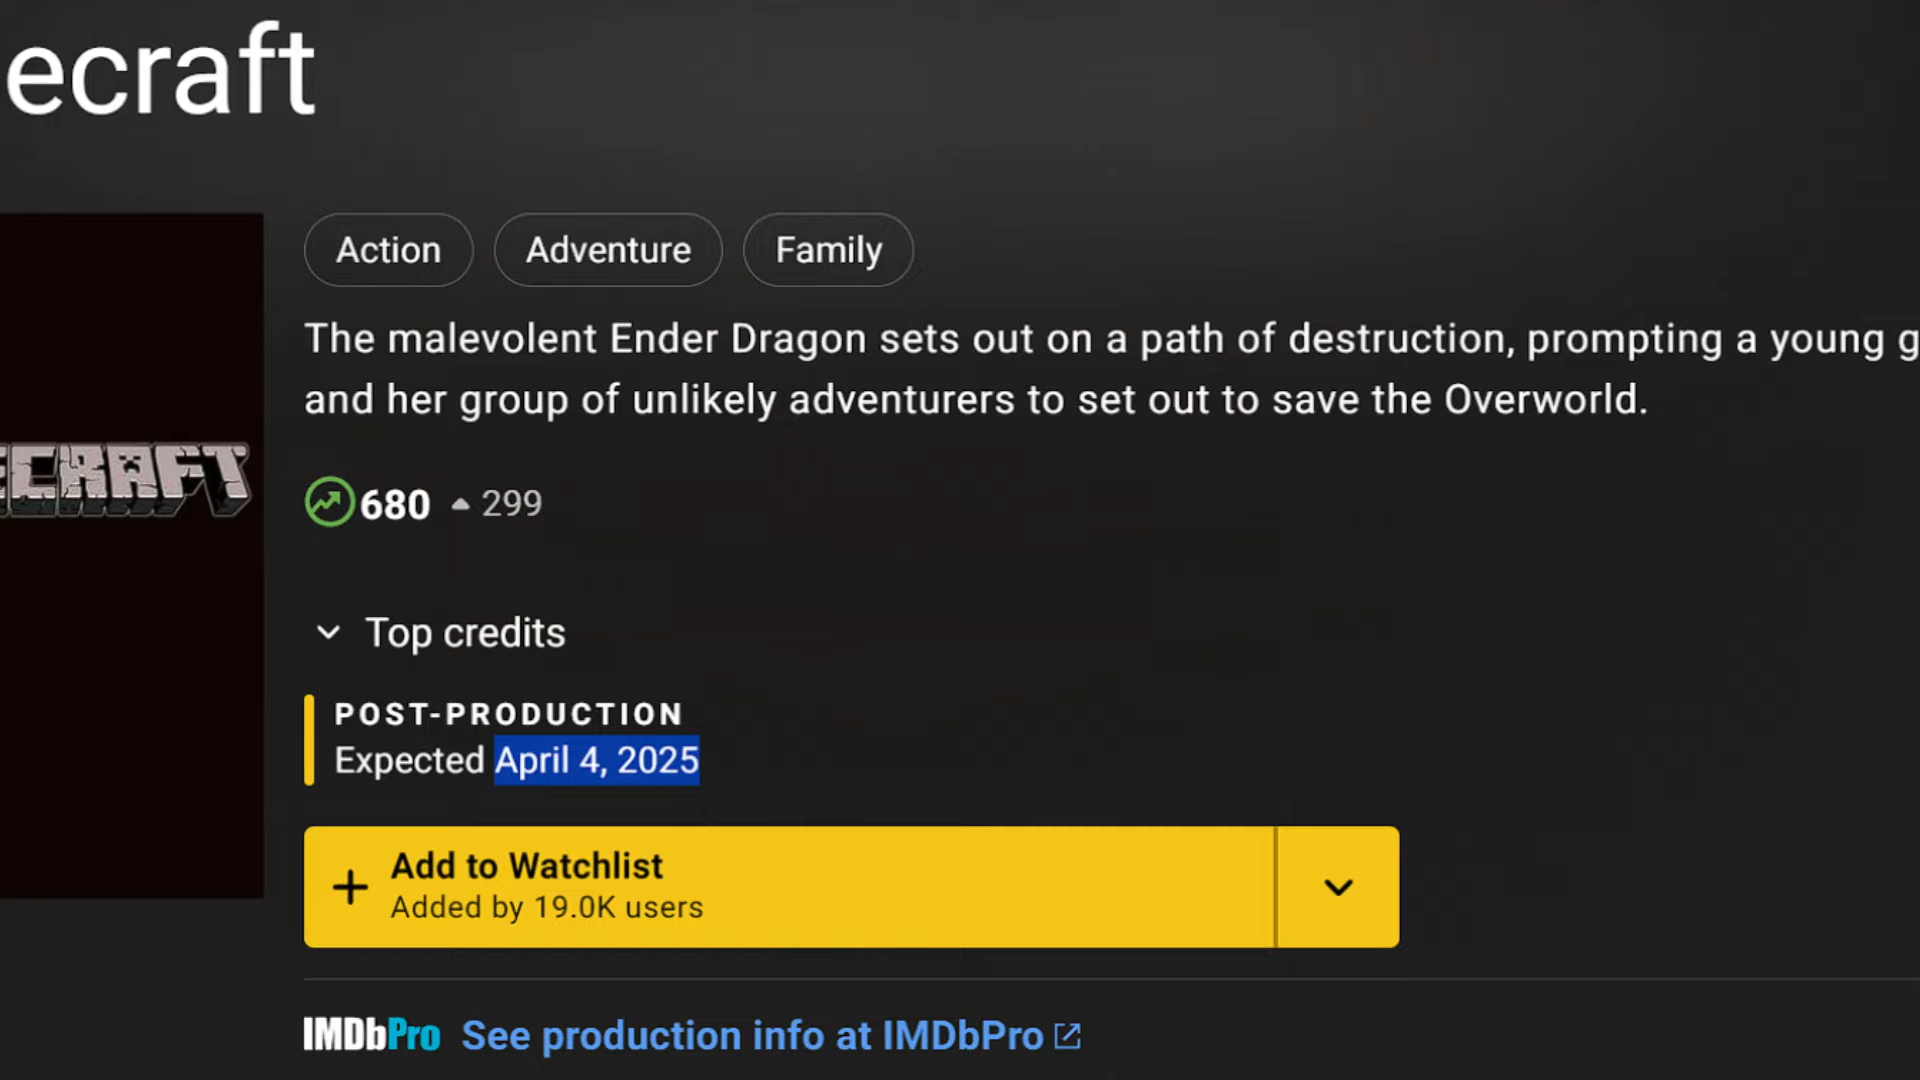 ecraft
Action Adventure Family
The malevolent Ender Dragon sets out on a path of destruction, prompting a young g
and her group of unlikely adventurers to set out to save the Overworld.
ECRAFT
680 299
Top credits
POST-PRODUCTION
Expected April 4, 2025
Add to Watchlist
Added by 19.0K users
IMDbPro See production info at IMDbPro